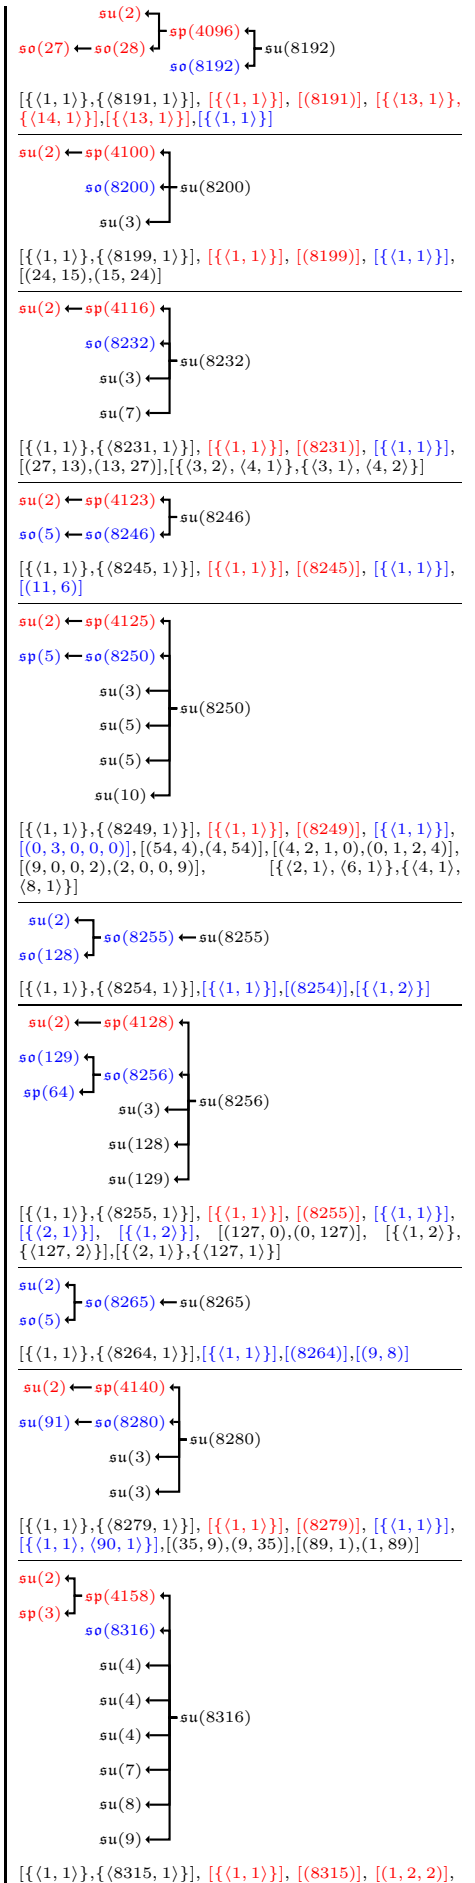 𝔰𝔲(2)
𝔰𝔭(4096)
𝔰𝔬(27) 𝔰𝔬(28) 𝔰𝔲(8192)
𝔰𝔬(8192)
[{⟨1, 1⟩},{⟨8191, 1⟩}], [{⟨1, 1⟩}], [(8191)], [{⟨13, 1⟩},
{⟨14, 1⟩}],[{⟨13, 1⟩}],[{⟨1, 1⟩}]
𝔰𝔲(2) 𝔰𝔭(4100)
𝔰𝔬(8200) 𝔰𝔲(8200)
𝔰𝔲(3)
[{⟨1, 1⟩},{⟨8199, 1⟩}], [{⟨1, 1⟩}], [(8199)], [{⟨1, 1⟩}],
[(24, 15),(15, 24)]
𝔰𝔲(2) 𝔰𝔭(4116)
𝔰𝔬(8232)
𝔰𝔲(8232)
𝔰𝔲(3)
𝔰𝔲(7)
[{⟨1, 1⟩},{⟨8231, 1⟩}], [{⟨1, 1⟩}], [(8231)], [{⟨1, 1⟩}],
[(27, 13),(13, 27)],[{⟨3, 2⟩, ⟨4, 1⟩},{⟨3, 1⟩, ⟨4, 2⟩}]
𝔰𝔲(2) 𝔰𝔭(4123)
𝔰𝔲(8246)
𝔰𝔬(5) 𝔰𝔬(8246)
[{⟨1, 1⟩},{⟨8245, 1⟩}], [{⟨1, 1⟩}], [(8245)], [{⟨1, 1⟩}],
[(11, 6)]
𝔰𝔲(2) 𝔰𝔭(4125)
𝔰𝔭(5) 𝔰𝔬(8250)
𝔰𝔲(3)
𝔰𝔲(8250)
𝔰𝔲(5)
𝔰𝔲(5)
𝔰𝔲(10)
[{⟨1, 1⟩},{⟨8249, 1⟩}], [{⟨1, 1⟩}], [(8249)], [{⟨1, 1⟩}],
[(0, 3, 0, 0, 0)],[(54, 4),(4, 54)],[(4, 2, 1, 0),(0, 1, 2, 4)],
[(9, 0, 0, 2),(2, 0, 0, 9)], [{⟨2, 1⟩, ⟨6, 1⟩},{⟨4, 1⟩,
⟨8, 1⟩}]
𝔰𝔲(2)
𝔰𝔬(8255) 𝔰𝔲(8255)
𝔰𝔬(128)
[{⟨1, 1⟩},{⟨8254, 1⟩}],[{⟨1, 1⟩}],[(8254)],[{⟨1, 2⟩}]
𝔰𝔲(2) 𝔰𝔭(4128)
𝔰𝔬(129)
𝔰𝔬(8256)
𝔰𝔭(64)
𝔰𝔲(8256)
𝔰𝔲(3)
𝔰𝔲(128)
𝔰𝔲(129)
[{⟨1, 1⟩},{⟨8255, 1⟩}], [{⟨1, 1⟩}], [(8255)], [{⟨1, 1⟩}],
[{⟨2, 1⟩}], [{⟨1, 2⟩}], [(127, 0),(0, 127)], [{⟨1, 2⟩},
{⟨127, 2⟩}],[{⟨2, 1⟩},{⟨127, 1⟩}]
𝔰𝔲(2)
𝔰𝔬(8265) 𝔰𝔲(8265)
𝔰𝔬(5)
[{⟨1, 1⟩},{⟨8264, 1⟩}],[{⟨1, 1⟩}],[(8264)],[(9, 8)]
𝔰𝔲(2) 𝔰𝔭(4140)
𝔰𝔲(91) 𝔰𝔬(8280)
𝔰𝔲(8280)
𝔰𝔲(3)
𝔰𝔲(3)
[{⟨1, 1⟩},{⟨8279, 1⟩}], [{⟨1, 1⟩}], [(8279)], [{⟨1, 1⟩}],
[{⟨1, 1⟩, ⟨90, 1⟩}],[(35, 9),(9, 35)],[(89, 1),(1, 89)]
𝔰𝔲(2)
𝔰𝔭(4158)
𝔰𝔭(3)
𝔰𝔬(8316)
𝔰𝔲(4)
𝔰𝔲(4)
𝔰𝔲(8316)
𝔰𝔲(4)
𝔰𝔲(7)
𝔰𝔲(8)
𝔰𝔲(9)
[{⟨1, 1⟩},{⟨8315, 1⟩}], [{⟨1, 1⟩}], [(8315)], [(1, 2, 2)],